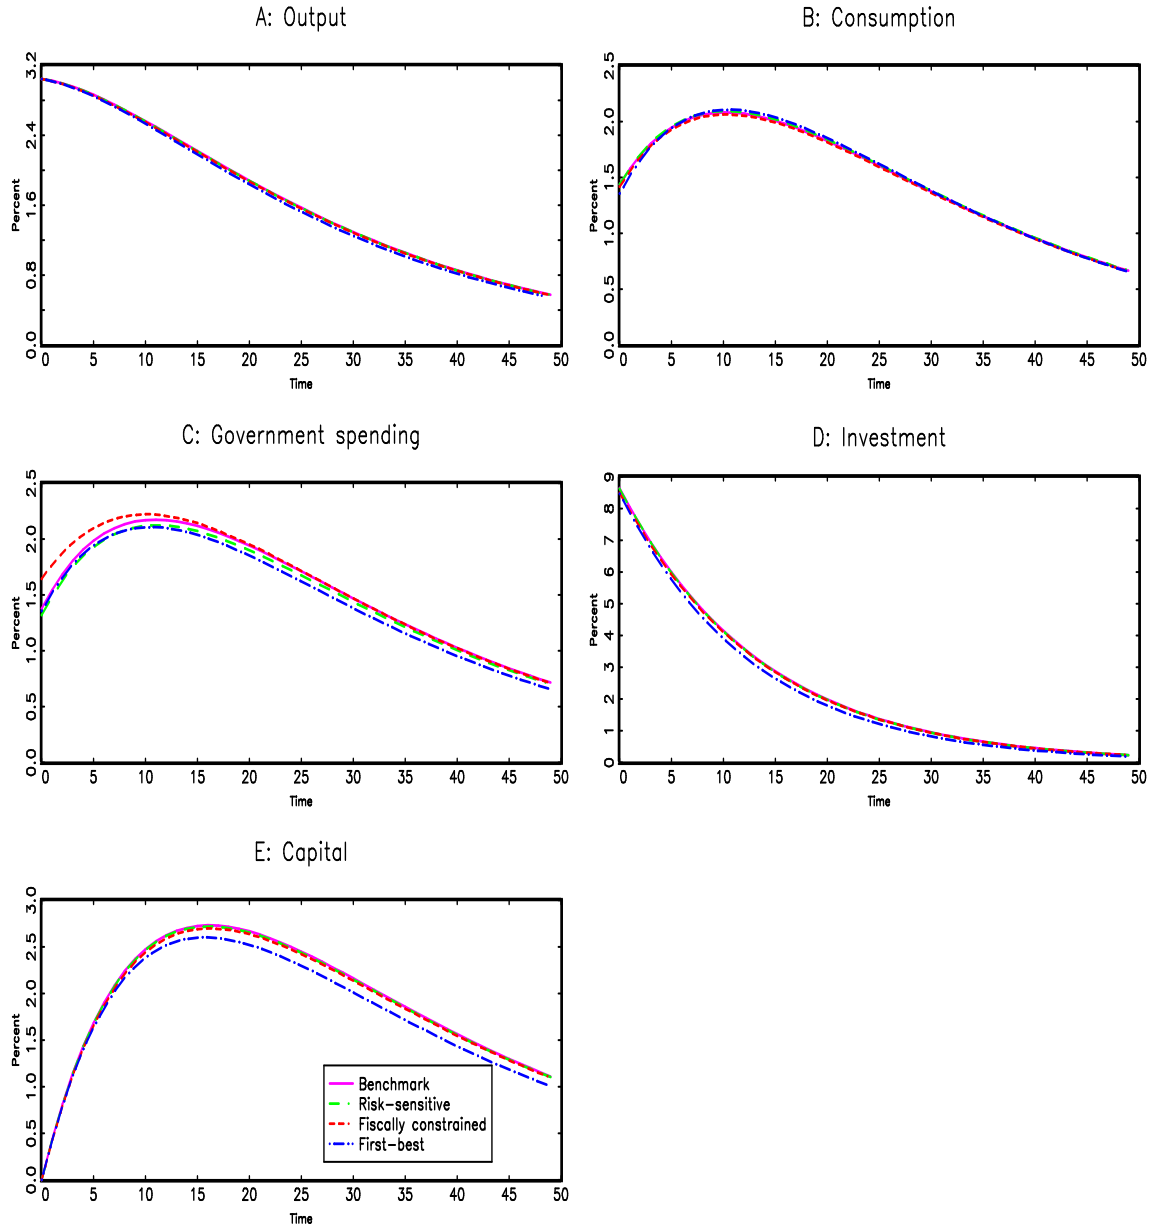 A: Output
B: Consumption
Percent
0.0 0.8 1.6 2.4 3.2
0 5 10 15 20 25 30 35 40 45 50
Time
Percent
0.0 0.5 1.0 1.5 2.0 2.5
0 5 10 15 20 25 30 35 40 45 50
Time
C: Government spending
D: Investment
Percent
0.0 0.5 1.0 1.5 2.0 2.5
0 5 10 15 20 25 30 35 40 45 50
Time
Percent
0 1 2 3 4 5 6 7 8 9
0 5 10 15 20 25 30 35 40 45 50
Time
E: Capital
Percent
0.0 0.5 1.0 1.5 2.0 2.5 3.0
Benchmark
Risk-sensitive
Fiscally constrained
First-best
0 5 10 15 20 25 30 35 40 45 50
Time